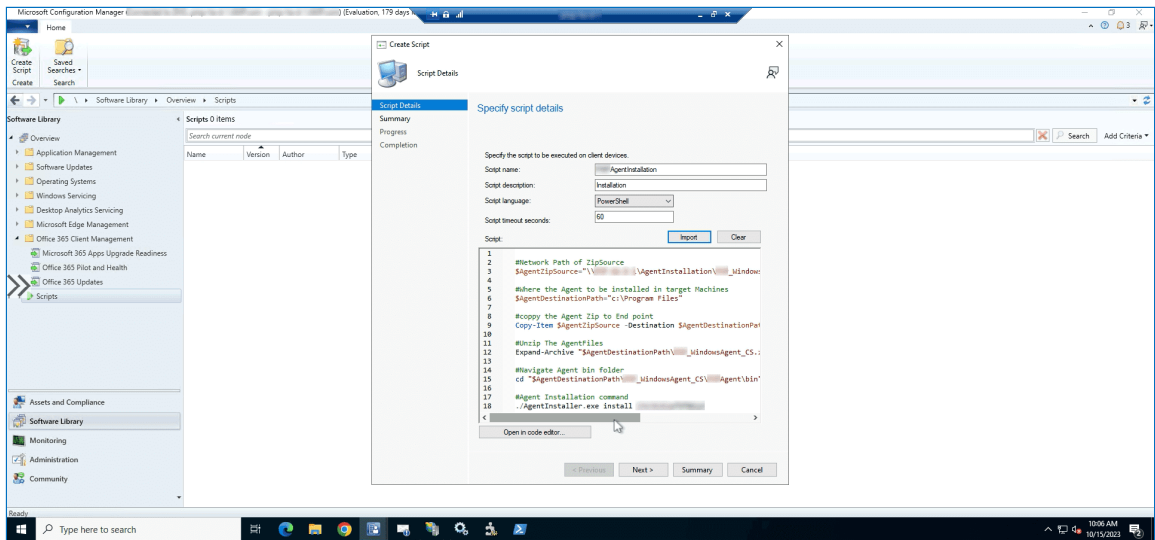 Microsoft Configuration Manager (Evaluation, 179 days
Home
3
Create Script
Saved Searches
Create
Search
\ Software Library Overview Scripts
Software Library
Overview
Application Management
Software Updates
Operating Systems
Windows Servicing
Desktop Analytics Servicing
Microsoft Edge Management
Office 365 Client Management
Microsoft 365 Apps Upgrade Readiness
Office 365 Pilot and Health
Office 365 Updates
Scripts
Assets and Compliance
Software Library
Monitoring
Administration
Community
Scripts 0 items
Search current node
Search
Add Criteria
Name Version Author Type
Create Script
Script Details
Script Details
Summary
Progress
Completion
Specify script details
Specify the script to be executed on client devices.
Script name: AgentInstallation
Script description: Installation
Script language: PowerShell
Script timeout seconds: 60
Script: Import Clear
1
2 #Network Path of ZipSource
3 $AgentZipSource="\\ \AgentInstallation\ _Windows
4
5 #Where the Agent to be installed in target Machines
6 $AgentDestinationPath="c:\Program Files"
7
8 #coppy the Agent Zip to End point
9 Copy-Item $AgentZipSource -Destination $AgentDestinationPat
10
11 #Unzip The AgentFiles
12 Expand-Archive "$AgentDestinationPath\ _WindowsAgent_CS.z
13
14 #Navigate Agent bin folder
15 cd "$AgentDestinationPath\ _WindowsAgent_CS\ Agent\bin"
16
17 #Agent Installation command
18 ./AgentInstaller.exe install
Open in code editor...
< Previous Next > Summary Cancel
Ready
Type here to search
10:06 AM
10/15/2023
2